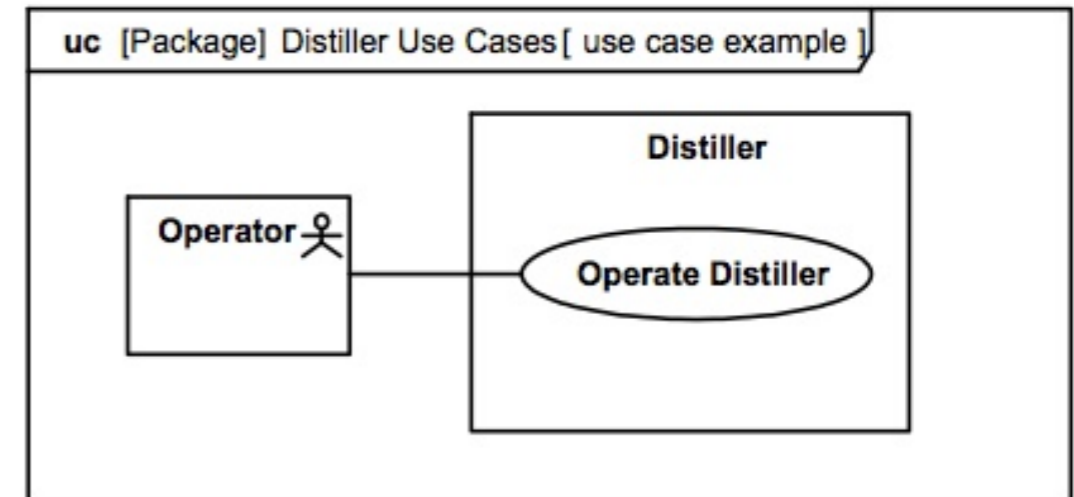 uc [Package] Distiller Use Cases [ use case example ]
Distiller
Operator
Operate Distiller